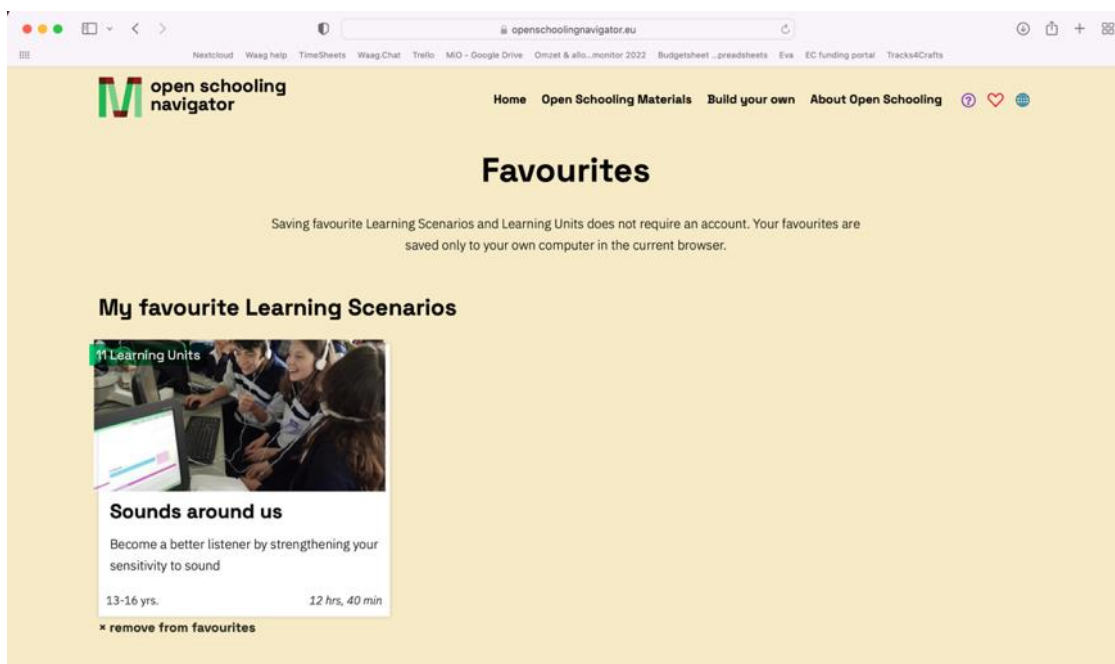 openschoolingnavigator.eu
Nextcloud Waag help TimeSheets Waag.Chat Trello MiO - Google Drive Omzet & allo...monitor 2022 Budgetsheet ...preadsheets Eva EC funding portal Tracks4Crafts
open schooling
navigator
Home Open Schooling Materials Build your own About Open Schooling ?
Favourites
Saving favourite Learning Scenarios and Learning Units does not require an account. Your favourites are
saved only to your own computer in the current browser.
My favourite Learning Scenarios
11 Learning Units
Sounds around us
Become a better listener by strengthening your
sensitivity to sound
13-16 yrs. 12 hrs, 40 min
× remove from favourites